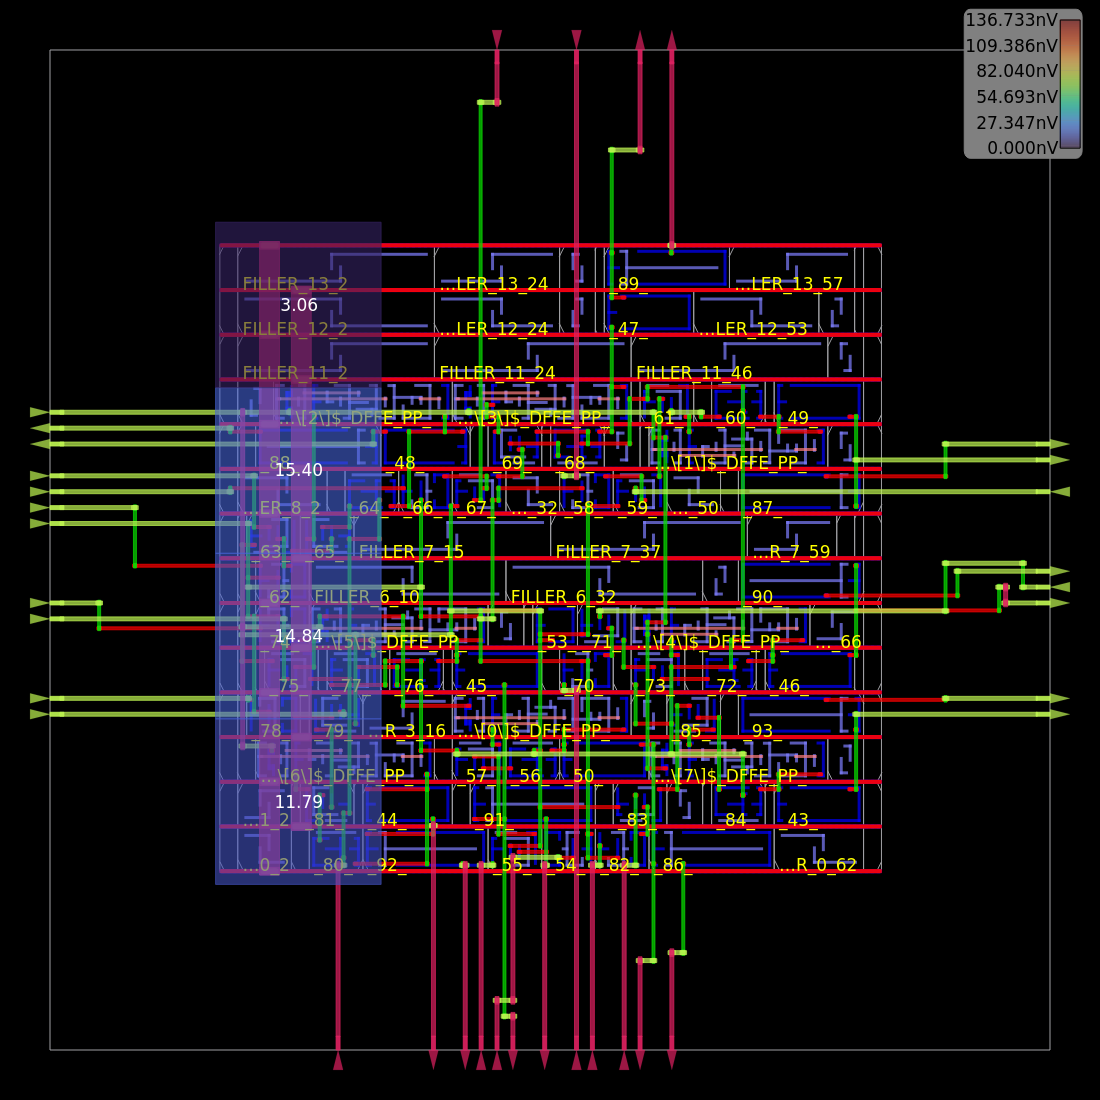 136.733nV
109.386nV
82.040nV
54.693nV
27.347nV
0.000nV
FILLER_13_2 ...LER_13_24 _89_ ...LER_13_57
3.06
FILLER_12_2 ...LER_12_24 _47_ ...LER_12_53
FILLER_11_2 FILLER_11_24 FILLER_11_46
...\[2\]$_DFFE_PP_ ...\[3\]$_DFFE_PP_ _61_ _60_ _49_
_88_ _48_ _69_ _68_ ...\[1\]$_DFFE_PP_
15.40
...ER_8_2 _64_ _66_ _67_ ..._32 _58_ _59_ ..._50 _87_
_63_ _65_ FILLER_7_15 FILLER_7_37 ...R_7_59
_62_ FILLER_6_10 FILLER_6_32 _90_
14.84
_74_ ...\[5\]$_DFFE_PP_ _53_ _71_ ...\[4\]$_DFFE_PP_ ..._66
_75_ _77_ _76_ _45_ _70_ _73_ _72_ _46_
_78_ _79_ ...R_3_16 ...\[0\]$_DFFE_PP_ _85_ _93_
...\[6\]$_DFFE_PP_ _57_ _56_ _50_ ...\[7\]$_DFFE_PP_
11.79
...1_2 _81_ _44_ _91_ _83_ _84_ _43_
...0_2 _80_ _92_ _55_ _54_ _82_ _86_ ...R_0_62